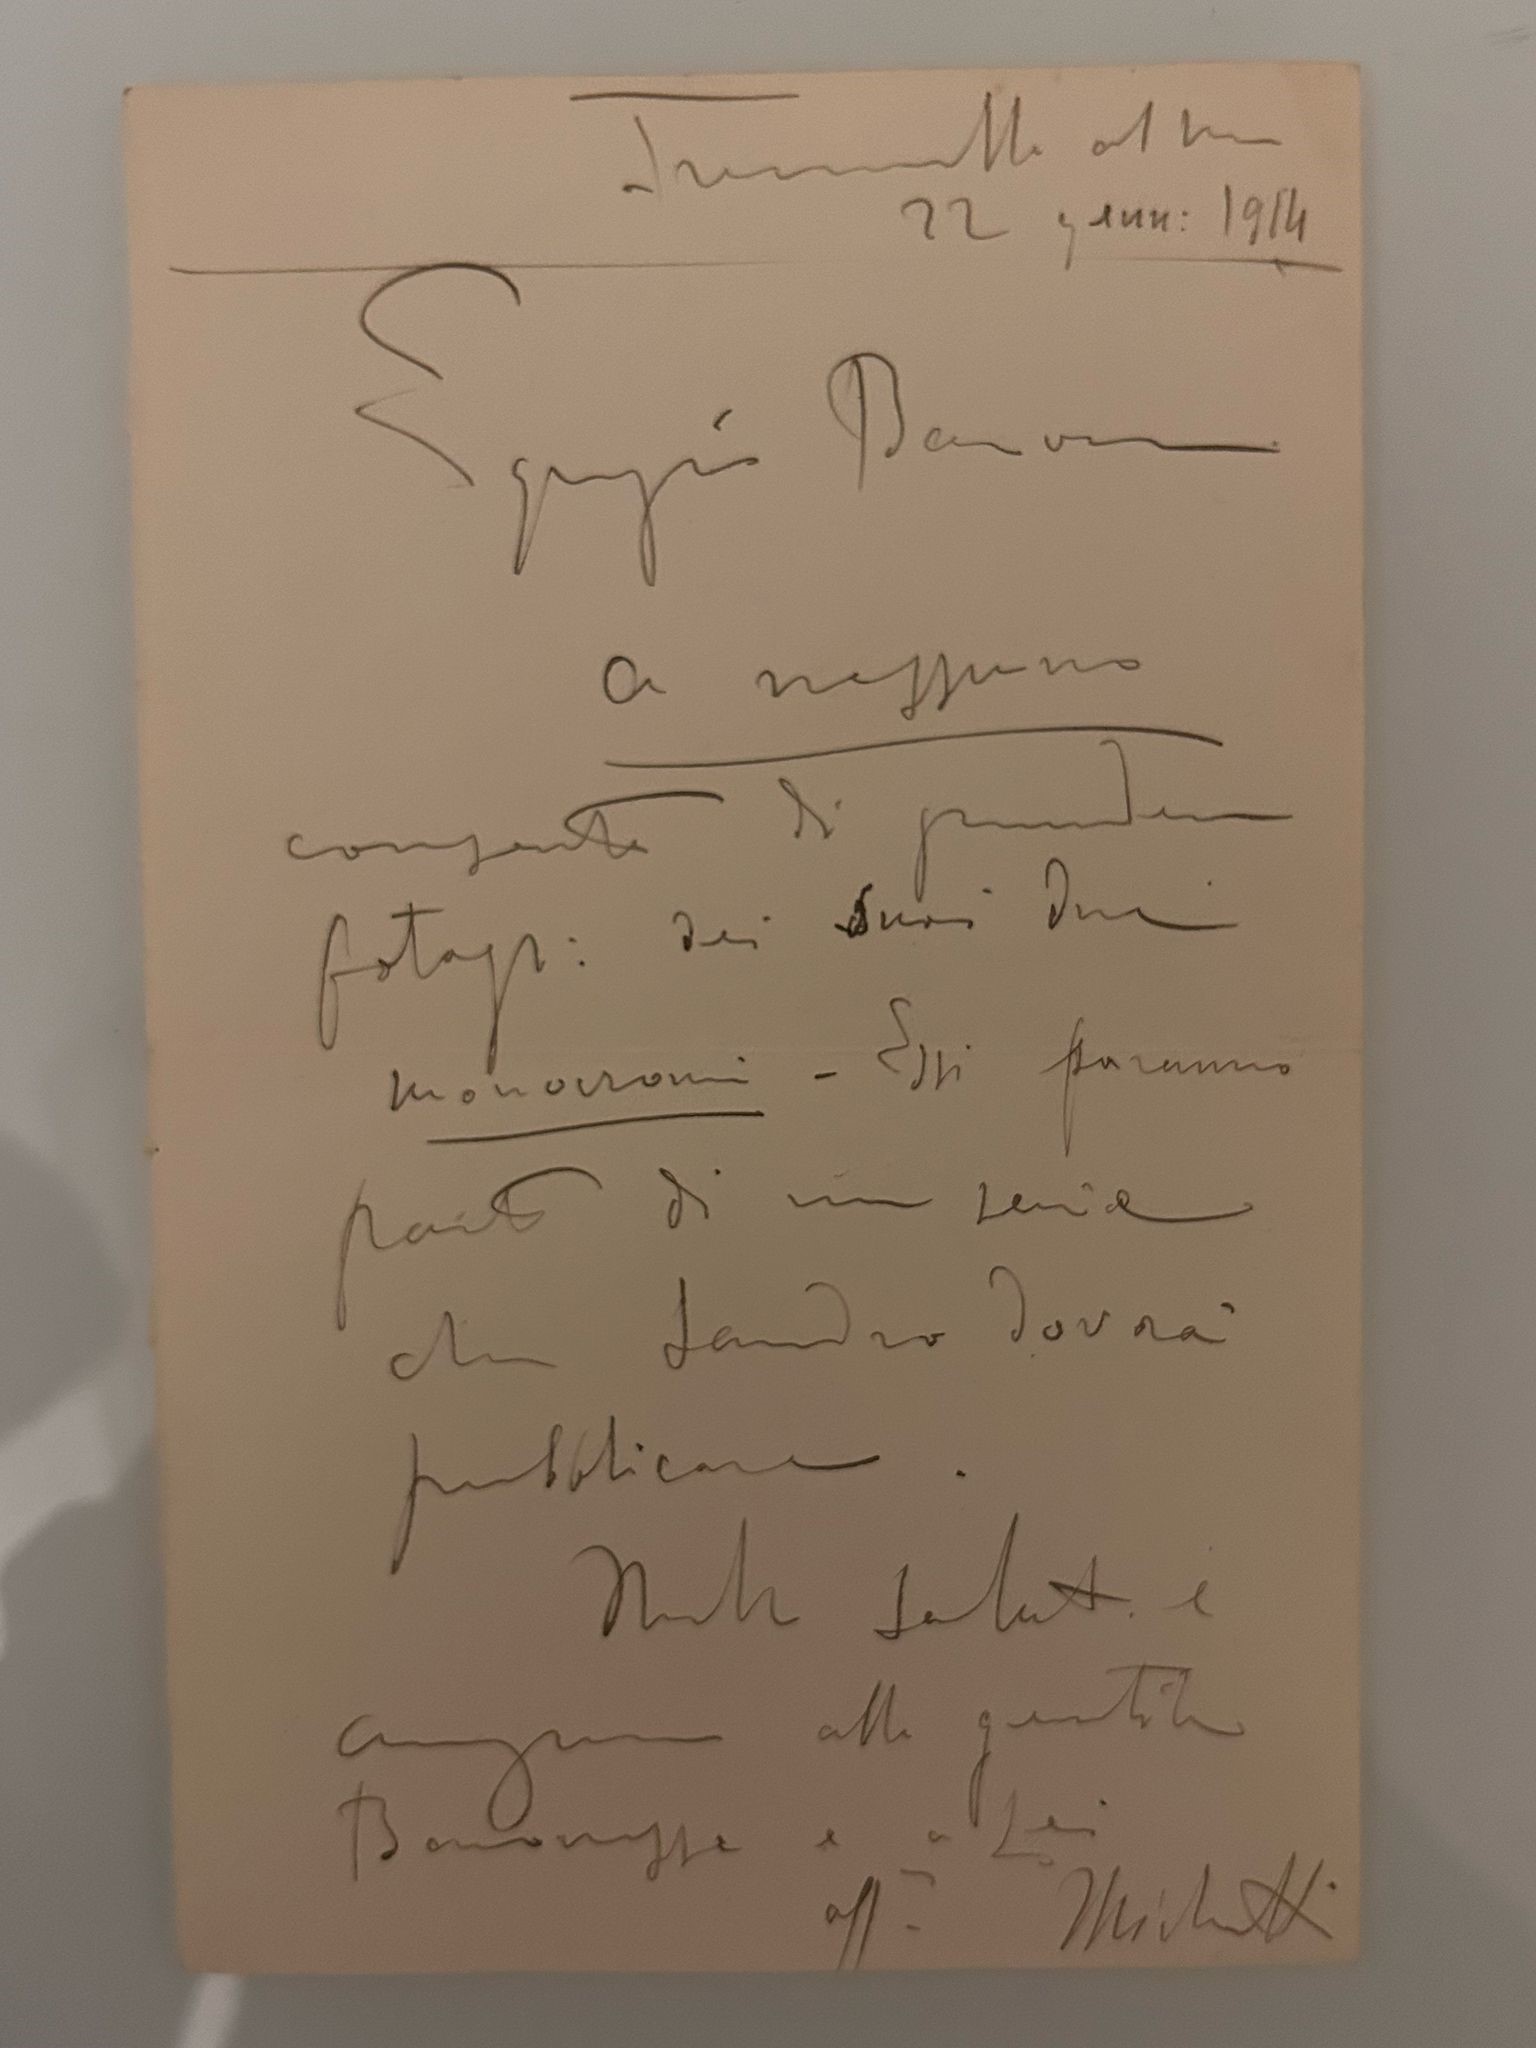 Francavilla al Mare
22 genn: 1914
Egregio Barone
a nessuno
consenta di prendere
fotogr: dei suoi due
monocromi - Essi faranno
parte di una serie
che Sandro dovrà
pubblicare.
Molti saluti e
auguri alla gentile
Baronessa e a Lei
aff:mo Michetti